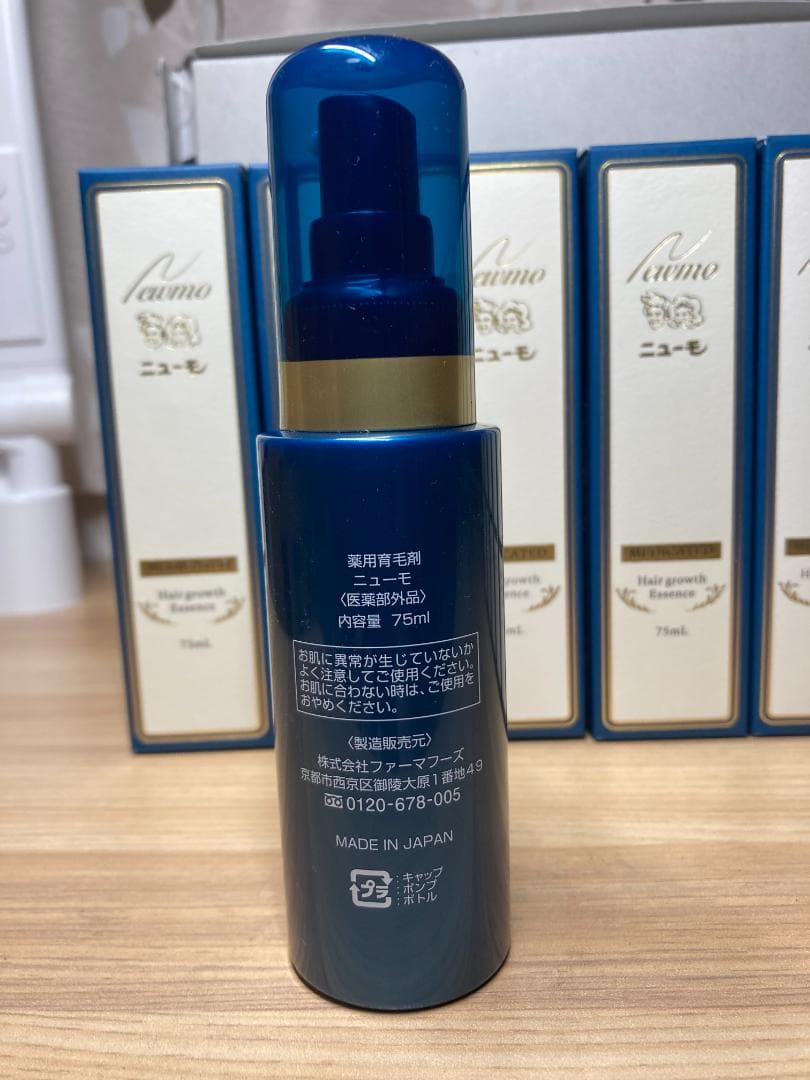 Newmo
ニューモ
MEDICATED
Hair growth
Essence
75mL
ニューモ
MEDICATED
growth
Essence
75mL
Newmo
ニューモ
MEDICATED
Hair growth
Essence
75mL
薬用育毛剤
ニューモ
〈医薬部外品〉
内容量 75ml
お肌に異常が生じていないか
よく注意してご使用ください。
お肌に合わない時は、ご使用を
おやめください。
〈製造販売元〉
株式会社ファーマフーズ
京都市西京区御陵大原1番地49
0120-678-005
MADE IN JAPAN
プラ
:キャップ
:ポンプ
:ボトル